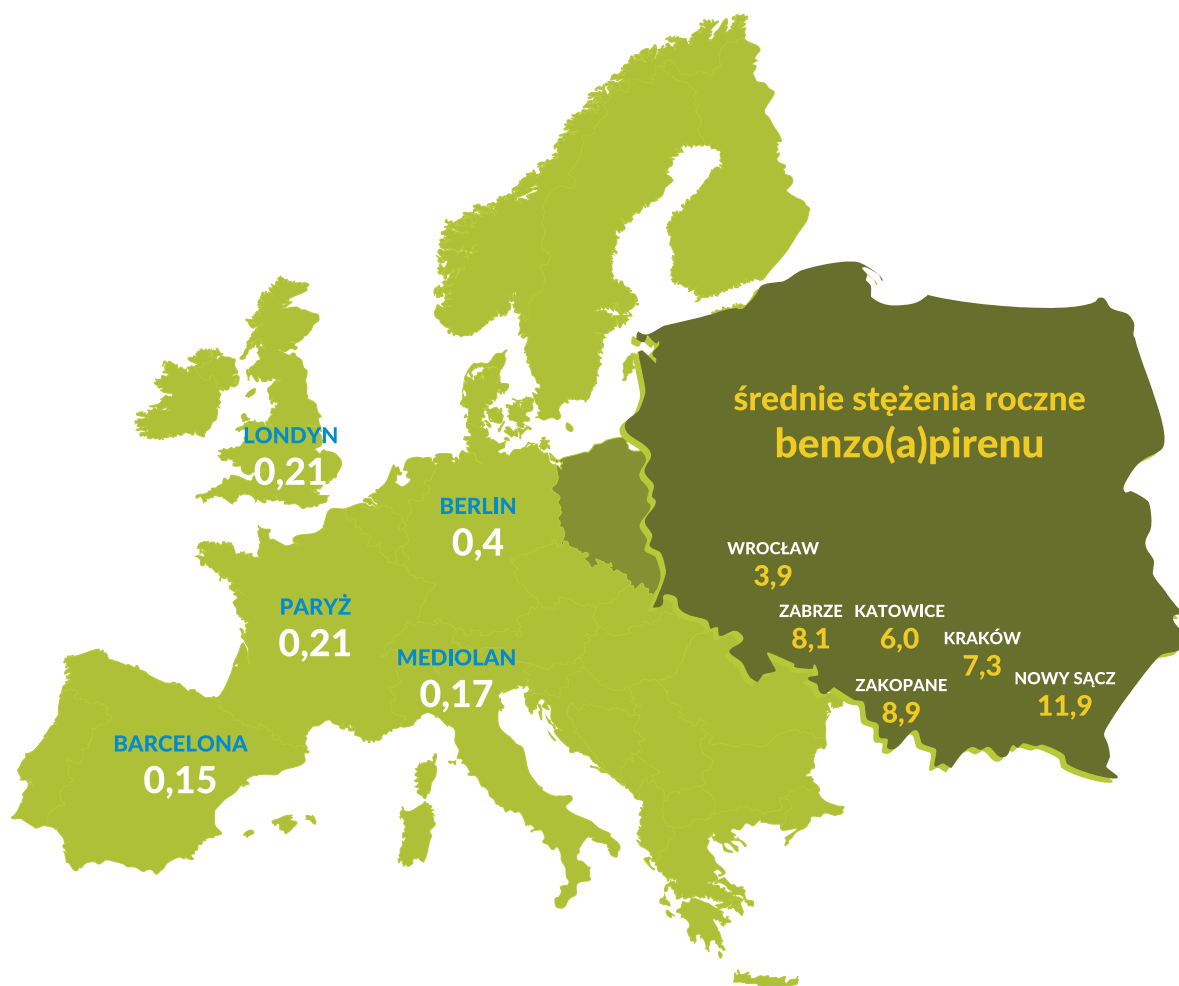 średnie stężenia roczne
benzo(a)pirenu
LONDYN
0,21
BERLIN
0,4
PARYŻ
0,21
MEDIOLAN
0,17
BARCELONA
0,15
WROCŁAW
3,9
ZABRZE
8,1
KATOWICE
6,0
KRAKÓW
7,3
ZAKOPANE
8,9
NOWY SĄCZ
11,9